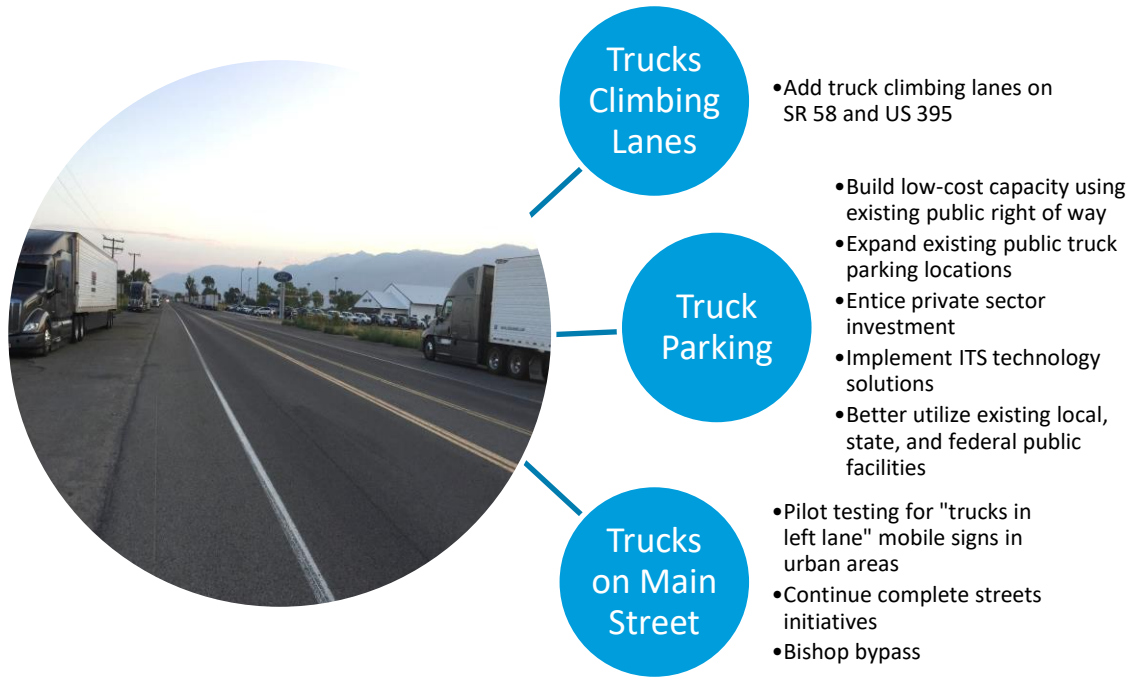 Trucks
Climbing
Lanes
•Add truck climbing lanes on
SR 58 and US 395
Truck
Parking
•Build low-cost capacity using
existing public right of way
•Expand existing public truck
parking locations
•Entice private sector
investment
•Implement ITS technology
solutions
•Better utilize existing local,
state, and federal public
facilities
Trucks
on Main
Street
•Pilot testing for "trucks in
left lane" mobile signs in
urban areas
•Continue complete streets
initiatives
•Bishop bypass